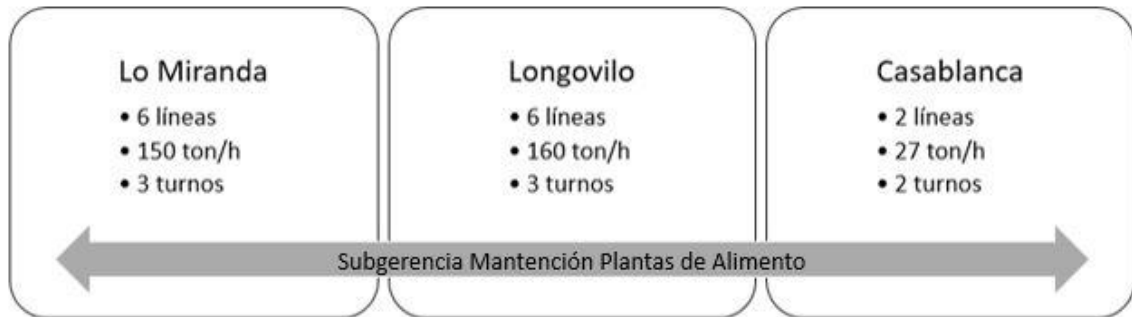 Lo Miranda
• 6 líneas
• 150 ton/h
• 3 turnos
Longovilo
• 6 líneas
• 160 ton/h
• 3 turnos
Casablanca
• 2 líneas
• 27 ton/h
• 2 turnos
Subgerencia Mantención Plantas de Alimento